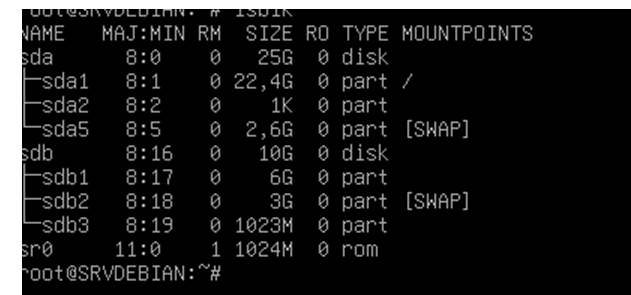 root@SRVDEBIAN:~# lsblk
NAME MAJ:MIN RM SIZE RO TYPE MOUNTPOINTS
sda 8:0 0 25G 0 disk
├─sda1 8:1 0 22,4G 0 part /
├─sda2 8:2 0 1K 0 part
└─sda5 8:5 0 2,6G 0 part [SWAP]
sdb 8:16 0 10G 0 disk
├─sdb1 8:17 0 6G 0 part
├─sdb2 8:18 0 3G 0 part [SWAP]
└─sdb3 8:19 0 1023M 0 part
sr0 11:0 1 1024M 0 rom
root@SRVDEBIAN:~#